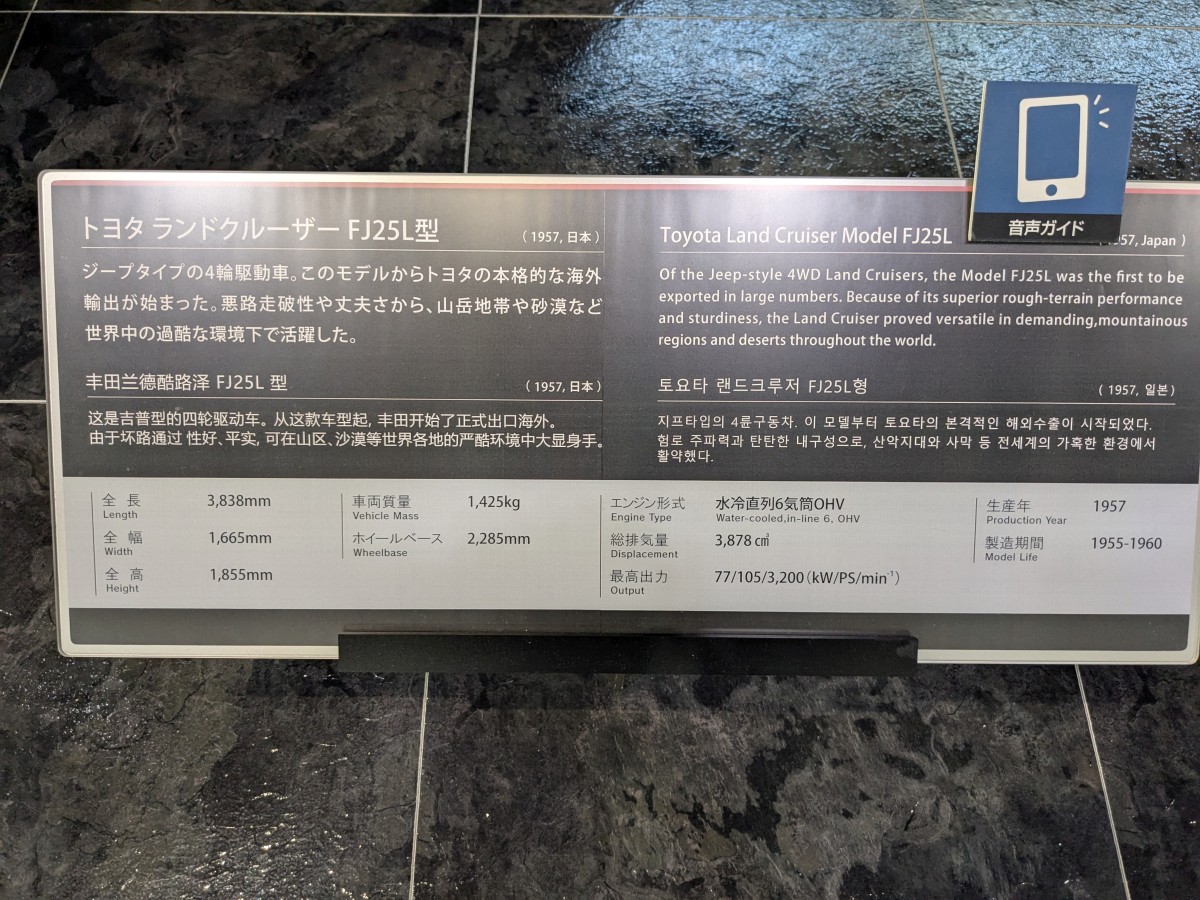 トヨタ ランドクルーザー FJ25L型
(1957, 日本)
ジープタイプの4輪駆動車。このモデルからトヨタの本格的な海外
輸出が始まった。悪路走破性や丈夫さから、山岳地帯や砂漠など
世界中の過酷な環境下で活躍した。
Toyota Land Cruiser Model FJ25L
57, Japan )
Of the Jeep-style 4WD Land Cruisers, the Model FJ25L was the first to be
exported in large numbers. Because of its superior rough-terrain performance
and sturdiness, the Land Cruiser proved versatile in demanding,mountainous
regions and deserts throughout the world.
音声ガイド
丰田兰德酷路泽 FJ25L 型
(1957, 日本)
这是吉普型的四轮驱动车。从这款车型起, 丰田开始了正式出口海外。
由于坏路通过 性好、平实, 可在山区、沙漠等世界各地的严酷环境中大显身手。
토요타 랜드크루저 FJ25L형
( 1957, 일본)
지프타입의 4륜구동차. 이 모델부터 토요타의 본격적인 해외수출이 시작되었다.
험로 주파력과 탄탄한 내구성으로, 산악지대와 사막 등 전세계의 가혹한 환경에서
활약했다.
全 長 3,838mm
Length
全 幅 1,665mm
Width
全 高 1,855mm
Height
車両質量 1,425kg
Vehicle Mass
ホイールベース 2,285mm
Wheelbase
エンジン形式 水冷直列6気筒OHV
Engine Type Water-cooled,in-line 6, OHV
総排気量 3,878㎤
Displacement
最高出力 77/105/3,200(kW/PS/min⁻¹)
Output
生産年 1957
Production Year
製造期間 1955-1960
Model Life